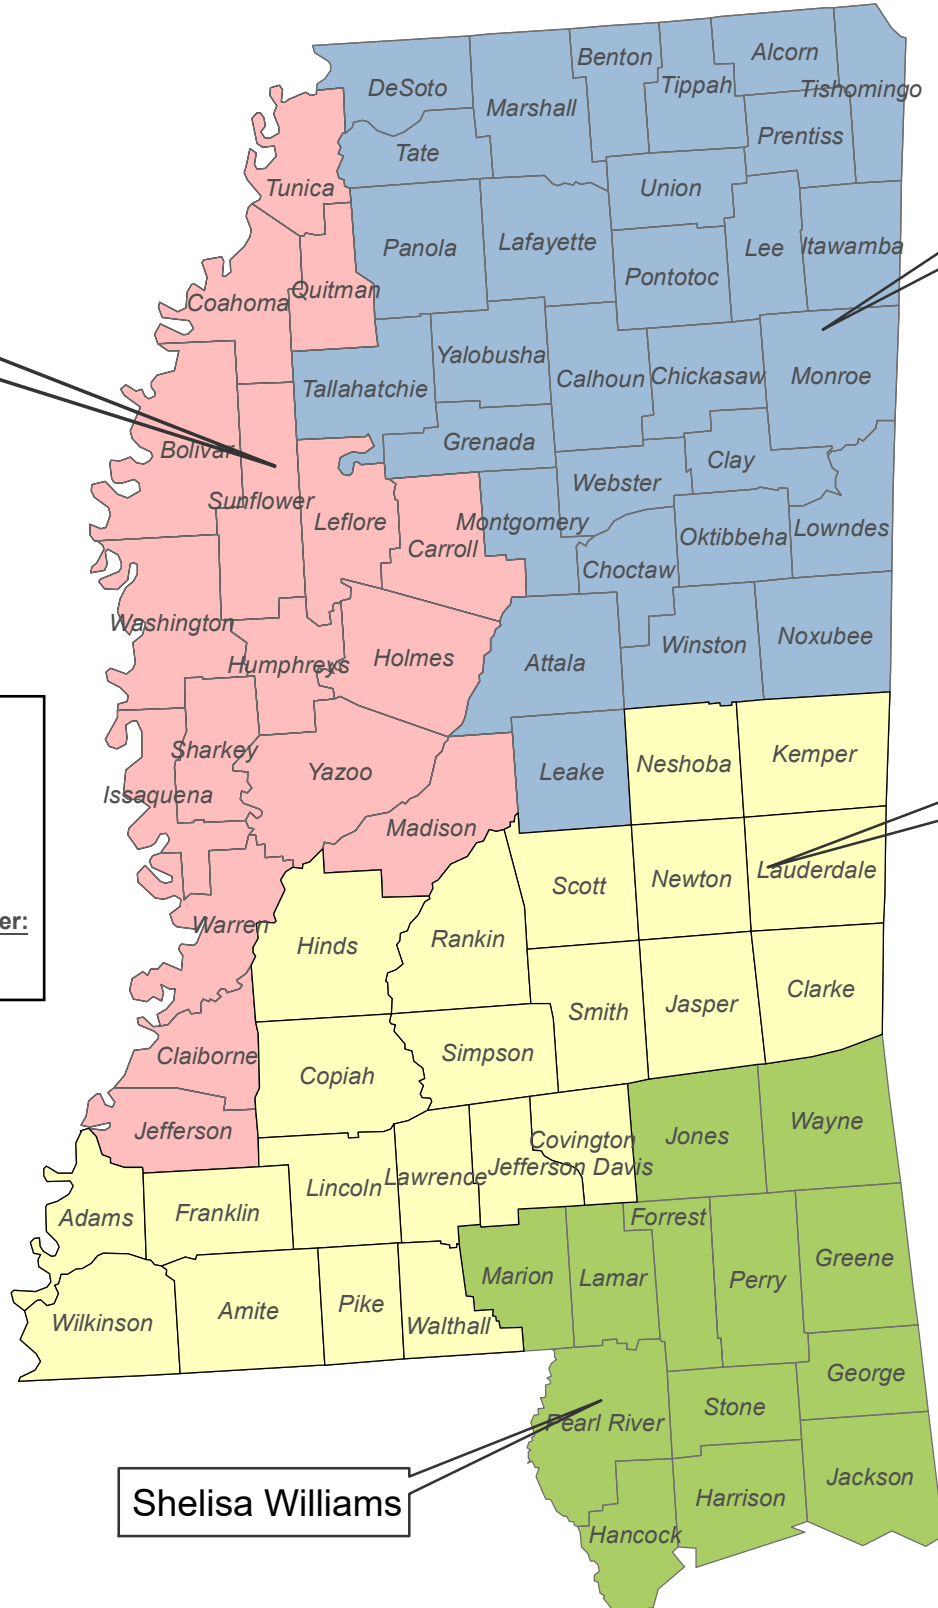 Benton
Alcorn
DeSoto
Tippah
Tishomingo
Marshall
Prentiss
Tate
Tunica
Union
Panola
Lafayette
Lee
Itawamba
Pontotoc
Quitman
Coahoma
Yalobusha
Calhoun
Chickasaw
Monroe
Tallahatchie
Grenada
Bolivar
Clay
Webster
Sunflower
Leflore
Montgomery
Lowndes
Oktibbeha
Carroll
Choctaw
Washington
Noxubee
Winston
Holmes
Attala
Humphreys
Sharkey
Kemper
Neshoba
Yazoo
Leake
Issaquena
Madison
Lauderdale
Newton
Scott
er:
Warren
Rankin
Hinds
Clarke
Jasper
Smith
Claiborne
Simpson
Copiah
Wayne
Jefferson
Jones
Covington
Jefferson Davis
Lawrence
Lincoln
Franklin
Adams
Forrest
Greene
Marion
Lamar
Perry
Pike
Amite
Wilkinson
Walthall
George
Stone
Pearl River
Jackson
Harrison
Shelisa Williams
Hancock